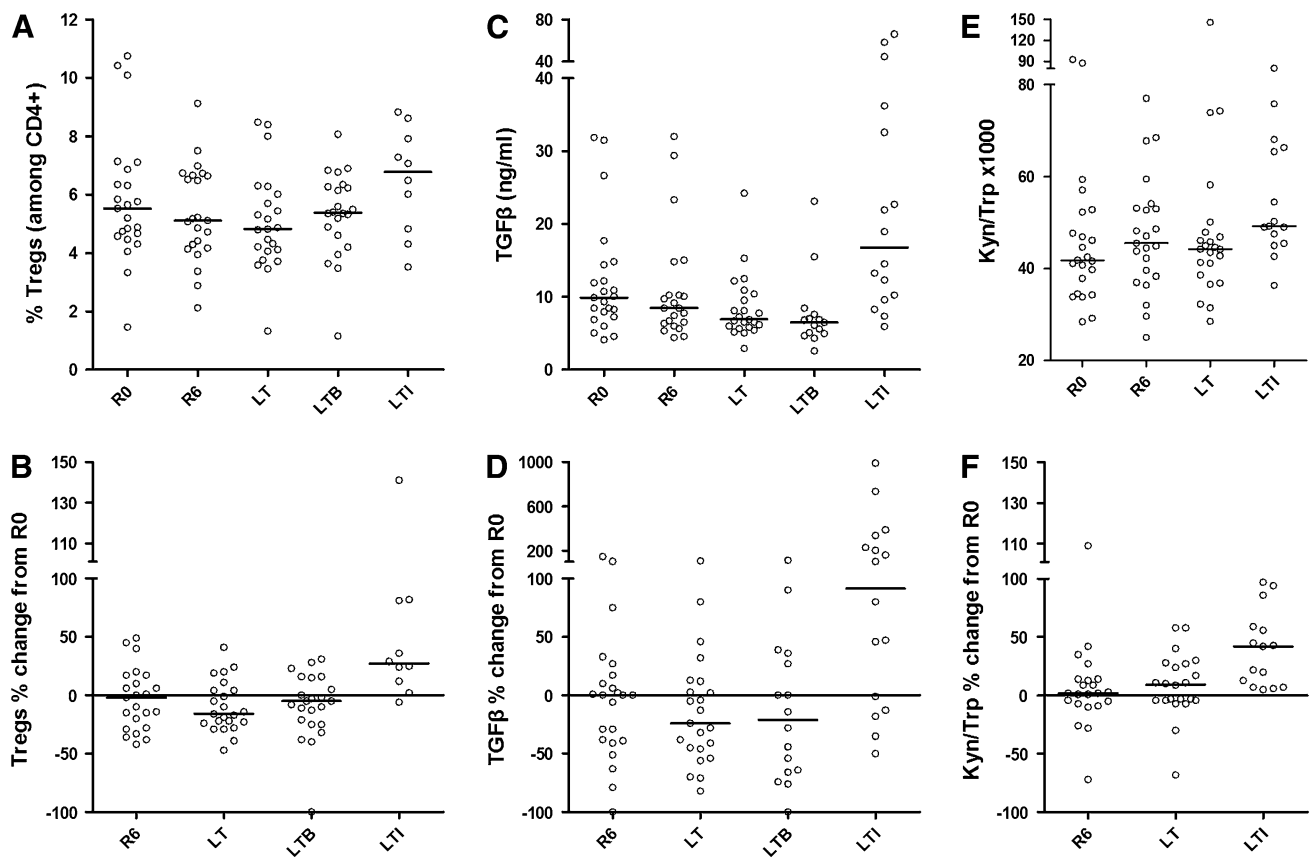 A
% Tregs (among CD4+)
12
10
8
6
4
2
0
R0
R6
LT
LTB
LTI
C
TGFβ (ng/ml)
80
40
40
30
20
10
0
R0
R6
LT
LTB
LTI
E
Kyn/Trp x1000
150
120
90
80
60
40
20
R0
R6
LT
LTI
B
Tregs % change from R0
150
130
110
100
50
0
-50
-100
R6
LT
LTB
LTI
D
TGFβ % change from R0
1000
600
200
100
50
0
-50
-100
R6
LT
LTB
LTI
F
Kyn/Trp % change from R0
150
130
110
100
50
0
-50
-100
R6
LT
LTI